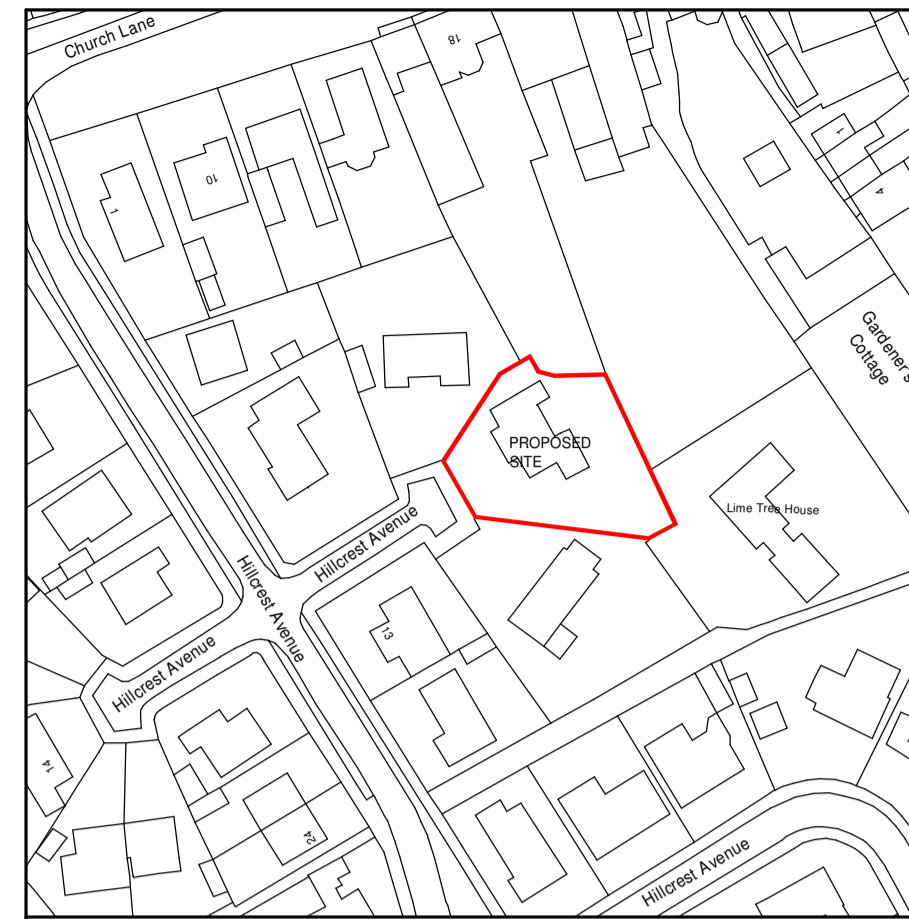 Church Lane
18
1
10
1
4
Gardener's
Cottage
PROPOSED
SITE
Lime Tree House
Hillcrest Avenue
Hillcrest Avenue
13
Hillcrest Avenue
14
24
Hillcrest Avenue